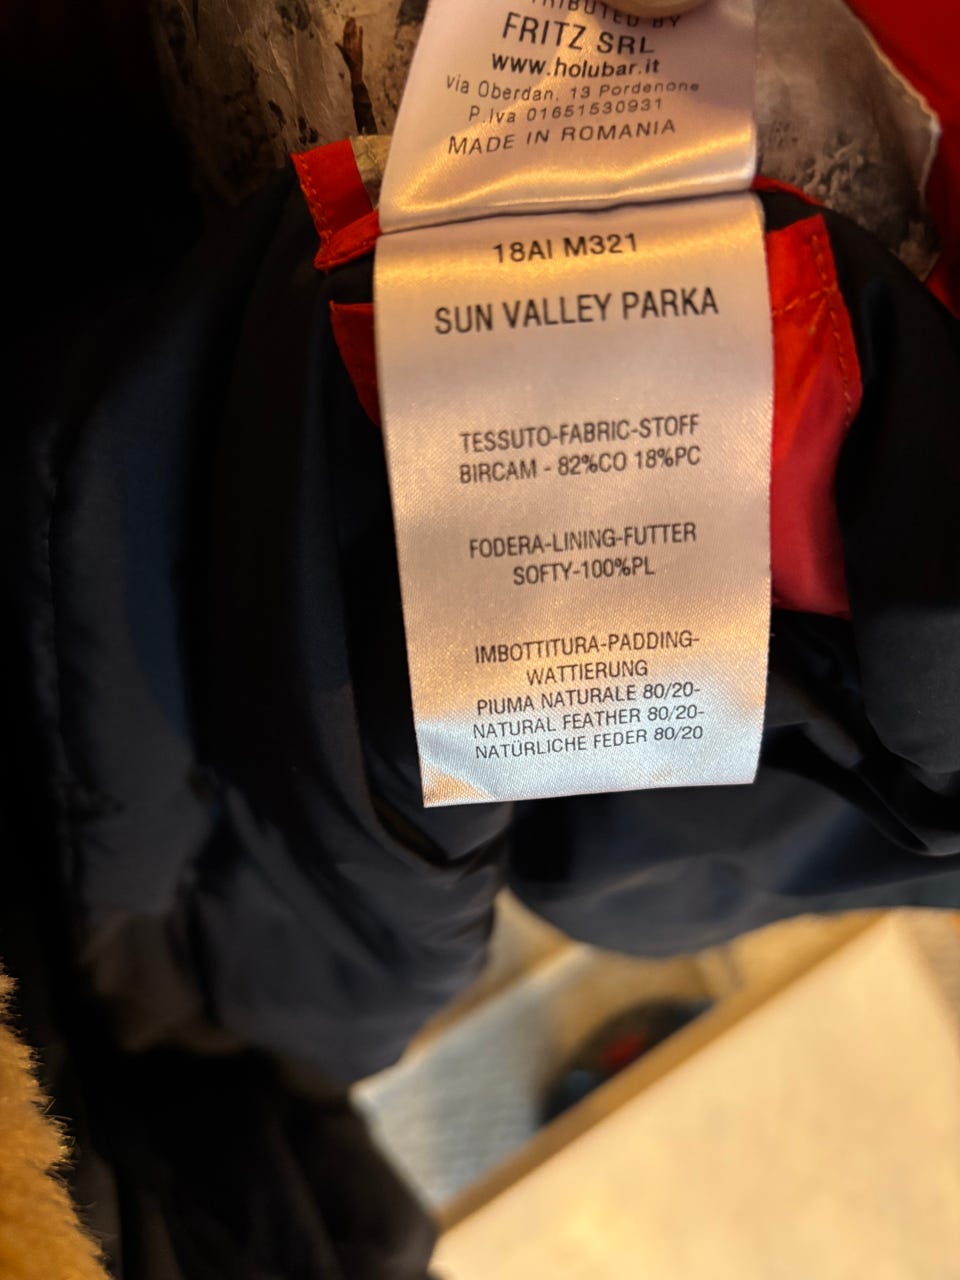 TRIBUTED BY
FRITZ SRL
www.holubar.it
via Oberdan, 13 Pordenone
P.Iva 01651530931
MADE IN ROMANIA
18AI M321
SUN VALLEY PARKA
TESSUTO-FABRIC-STOFF
BIRCAM - 82%CO 18%PC
FODERA-LINING-FUTTER
SOFTY-100%PL
IMBOTTITURA-PADDING-
WATTIERUNG
PIUMA NATURALE 80/20-
NATURAL FEATHER 80/20-
NATÜRLICHE FEDER 80/20